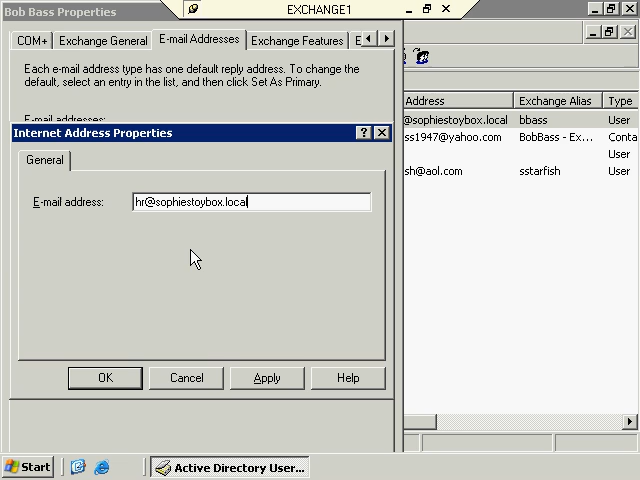 Bob Bass Properties
EXCHANGE1
COM+ Exchange General E-mail Addresses Exchange Features
Each e-mail address type has one default reply address. To change the
default, select an entry in the list, and then click Set As Primary.
E-mail addresses:
Internet Address Properties
General
E-mail address: hr@sophiestoybox.local
OK Cancel Apply Help
Address Exchange Alias Type
@sophiestoybox.local bbass User
ss1947@yahoo.com BobBass - Ex... Conta
User
sh@aol.com sstarfish User
Start Active Directory User...